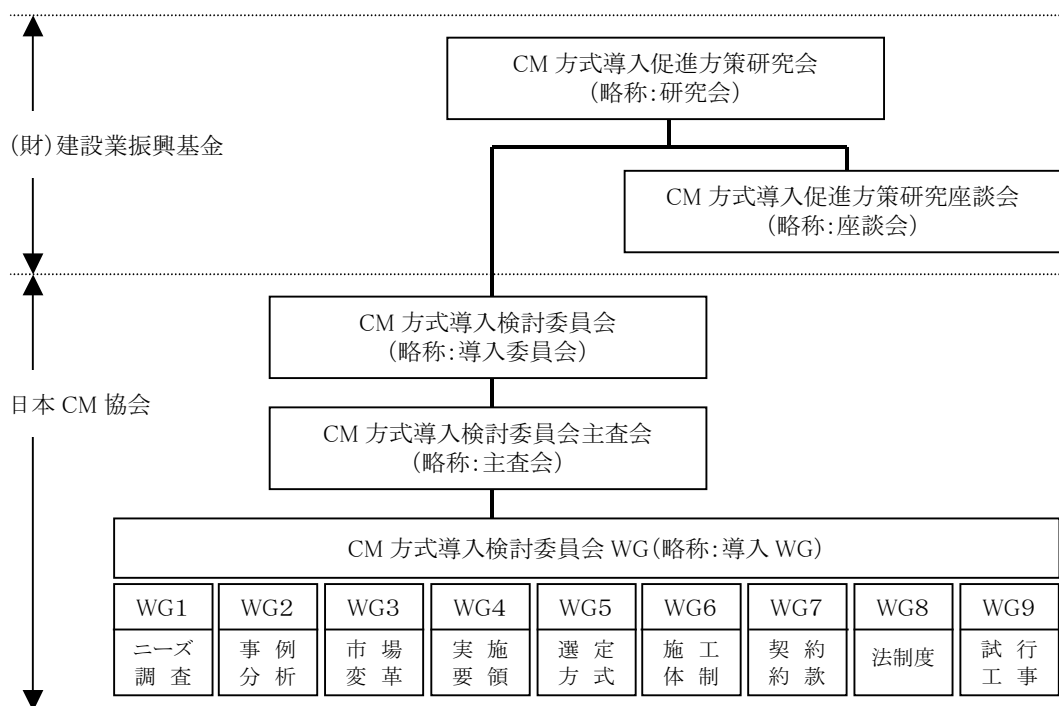 CM 方式導入促進方策研究会
(略称:研究会)
(財)建設業振興基金
CM 方式導入促進方策研究座談会
(略称:座談会)
CM 方式導入検討委員会
(略称:導入委員会)
日本 CM 協会
CM 方式導入検討委員会主査会
(略称:主査会)
CM 方式導入検討委員会 WG(略称:導入 WG)
WG1 WG2 WG3 WG4 WG5 WG6 WG7 WG8 WG9
ニーズ 事例 市場 実施 選定 施工 契約 法制度 試行
調査 分析 変革 要領 方式 体制 約款 工事